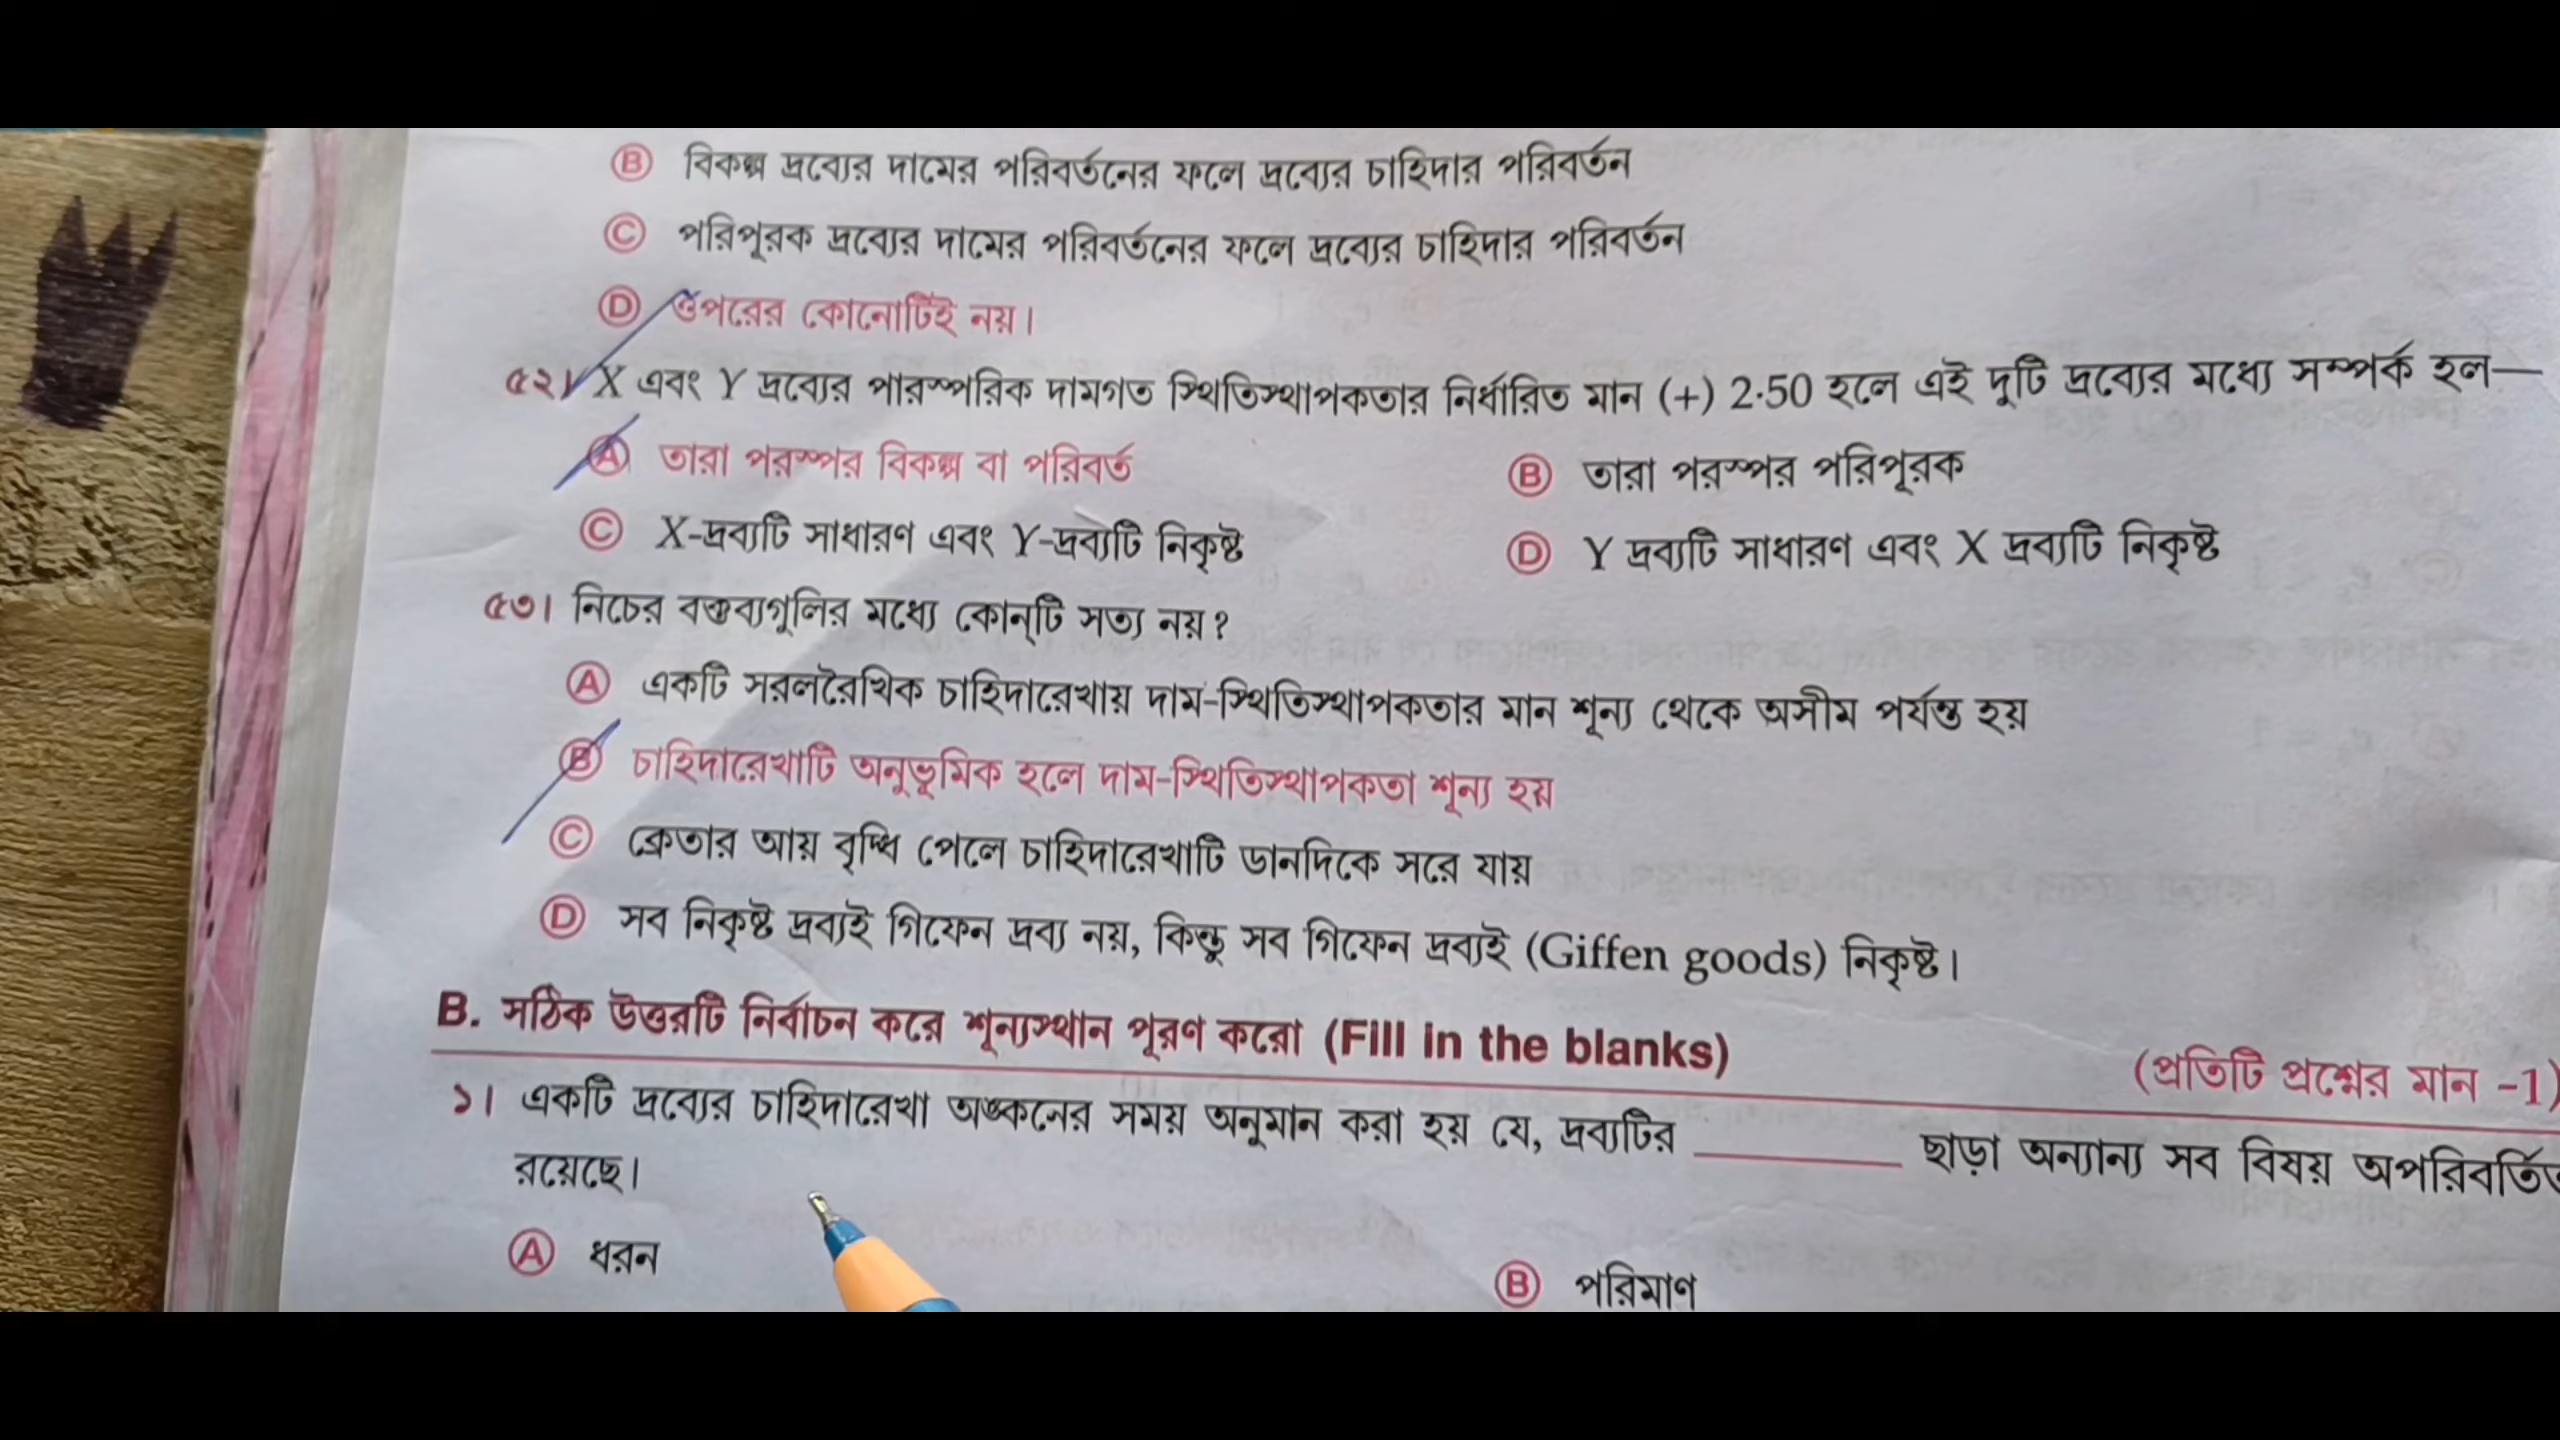 Ⓑ বিকল্প দ্রব্যের দামের পরিবর্তনের ফলে দ্রব্যের চাহিদার পরিবর্তন
Ⓒ পরিপূরক দ্রব্যের দামের পরিবর্তনের ফলে দ্রব্যের চাহিদার পরিবর্তন
Ⓓ ওপরের কোনোটিই নয়।
৫২। X এবং Y দ্রব্যের পারস্পরিক দামগত স্থিতিস্থাপকতার নির্ধারিত মান (+) 2·50 হলে এই দুটি দ্রব্যের মধ্যে সম্পর্ক হল—
Ⓐ তারা পরস্পর বিকল্প বা পরিবর্ত Ⓑ তারা পরস্পর পরিপূরক
Ⓒ X-দ্রব্যটি সাধারণ এবং Y-দ্রব্যটি নিকৃষ্ট Ⓓ Y দ্রব্যটি সাধারণ এবং X দ্রব্যটি নিকৃষ্ট
৫৩। নিচের বক্তব্যগুলির মধ্যে কোন্‌টি সত্য নয়?
Ⓐ একটি সরলরৈখিক চাহিদারেখায় দাম-স্থিতিস্থাপকতার মান শূন্য থেকে অসীম পর্যন্ত হয়
Ⓑ চাহিদারেখাটি অনুভূমিক হলে দাম-স্থিতিস্থাপকতা শূন্য হয়
Ⓒ ক্রেতার আয় বৃদ্ধি পেলে চাহিদারেখাটি ডানদিকে সরে যায়
Ⓓ সব নিকৃষ্ট দ্রব্যই গিফেন দ্রব্য নয়, কিন্তু সব গিফেন দ্রব্যই (Giffen goods) নিকৃষ্ট।
B. সঠিক উত্তরটি নির্বাচন করে শূন্যস্থান পূরণ করো (Fill in the blanks)
(প্রতিটি প্রশ্নের মান -1)
১। একটি দ্রব্যের চাহিদারেখা অঙ্কনের সময় অনুমান করা হয় যে, দ্রব্যটির ________ ছাড়া অন্যান্য সব বিষয় অপরিবর্তিত
রয়েছে।
Ⓐ ধরন Ⓑ পরিমাণ